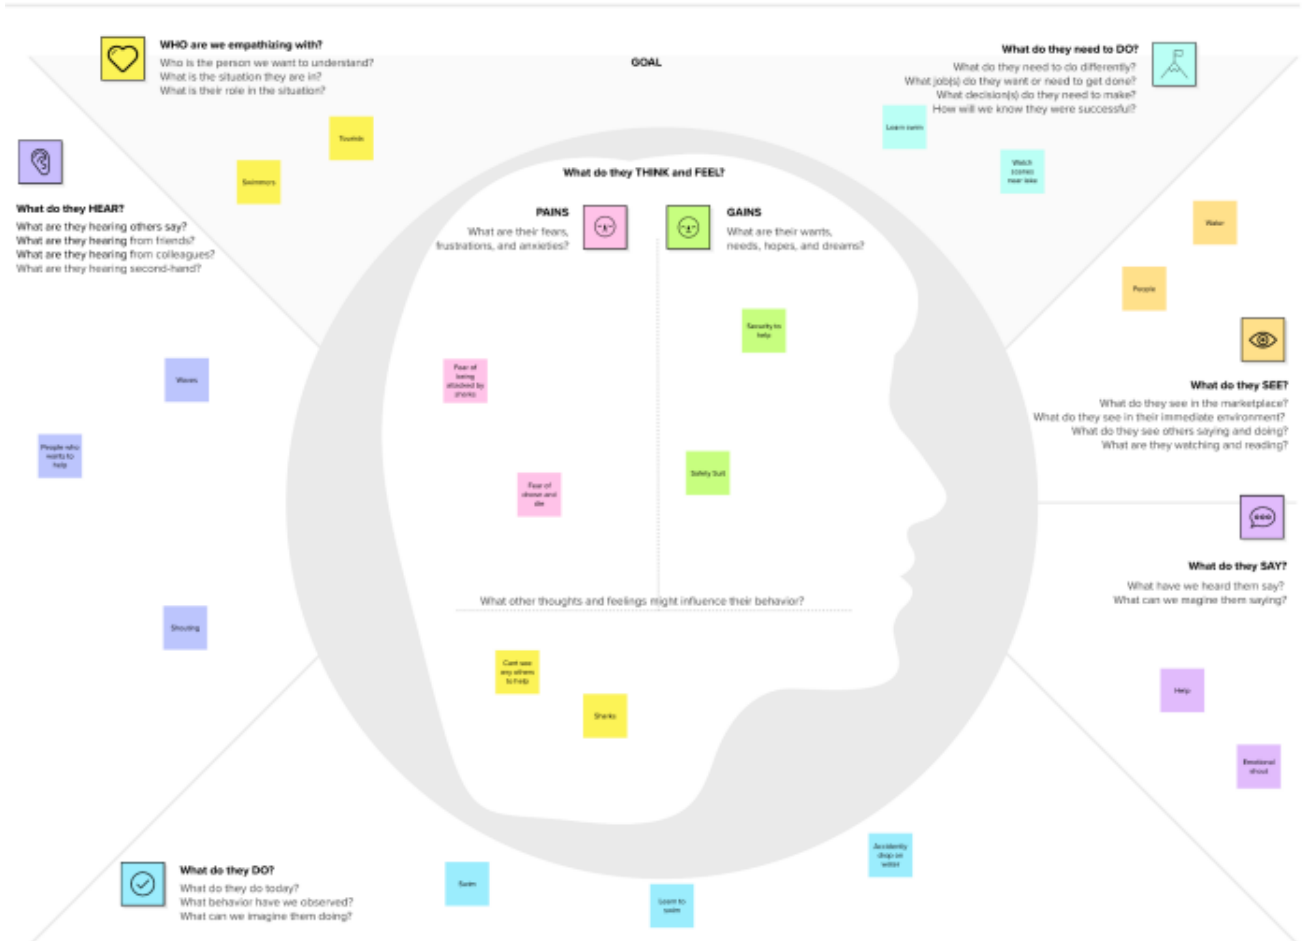 WHO are we empathizing with?
Who is the person we want to understand?
What is the situation they are in?
What is their role in the situation?
GOAL
What do they need to DO?
What do they need to do differently?
What job(s) do they want or need to get done?
What decision(s) do they need to make?
How will we know they were successful?
Tourists
Swimmers
Learn swim
Watch
scenes
near lake
What do they HEAR?
What are they hearing others say?
What are they hearing from friends?
What are they hearing from colleagues?
What are they hearing second-hand?
Waves
People who
wants to
help
Shouting
What do they THINK and FEEL?
PAINS
What are their fears,
frustrations, and anxieties?
GAINS
What are their wants,
needs, hopes, and dreams?
Fear of
being
attacked by
sharks
Fear of
and
die
Security to
help
Safety Suit
What other thoughts and feelings might influence their behavior?
Cant see
any others
to help
Sharks
Water
People
What do they SEE?
What do they see in the marketplace?
What do they see in their immediate environment?
What do they see others saying and doing?
What are they watching and reading?
What do they SAY?
What have we heard them say?
What can we magine them saying?
Help
Emotional
shout
What do they DO?
What do they do today?
What behavior have we observed?
What can we imagine them doing?
Swim
Learn to
swim
Accidently
drop on
water